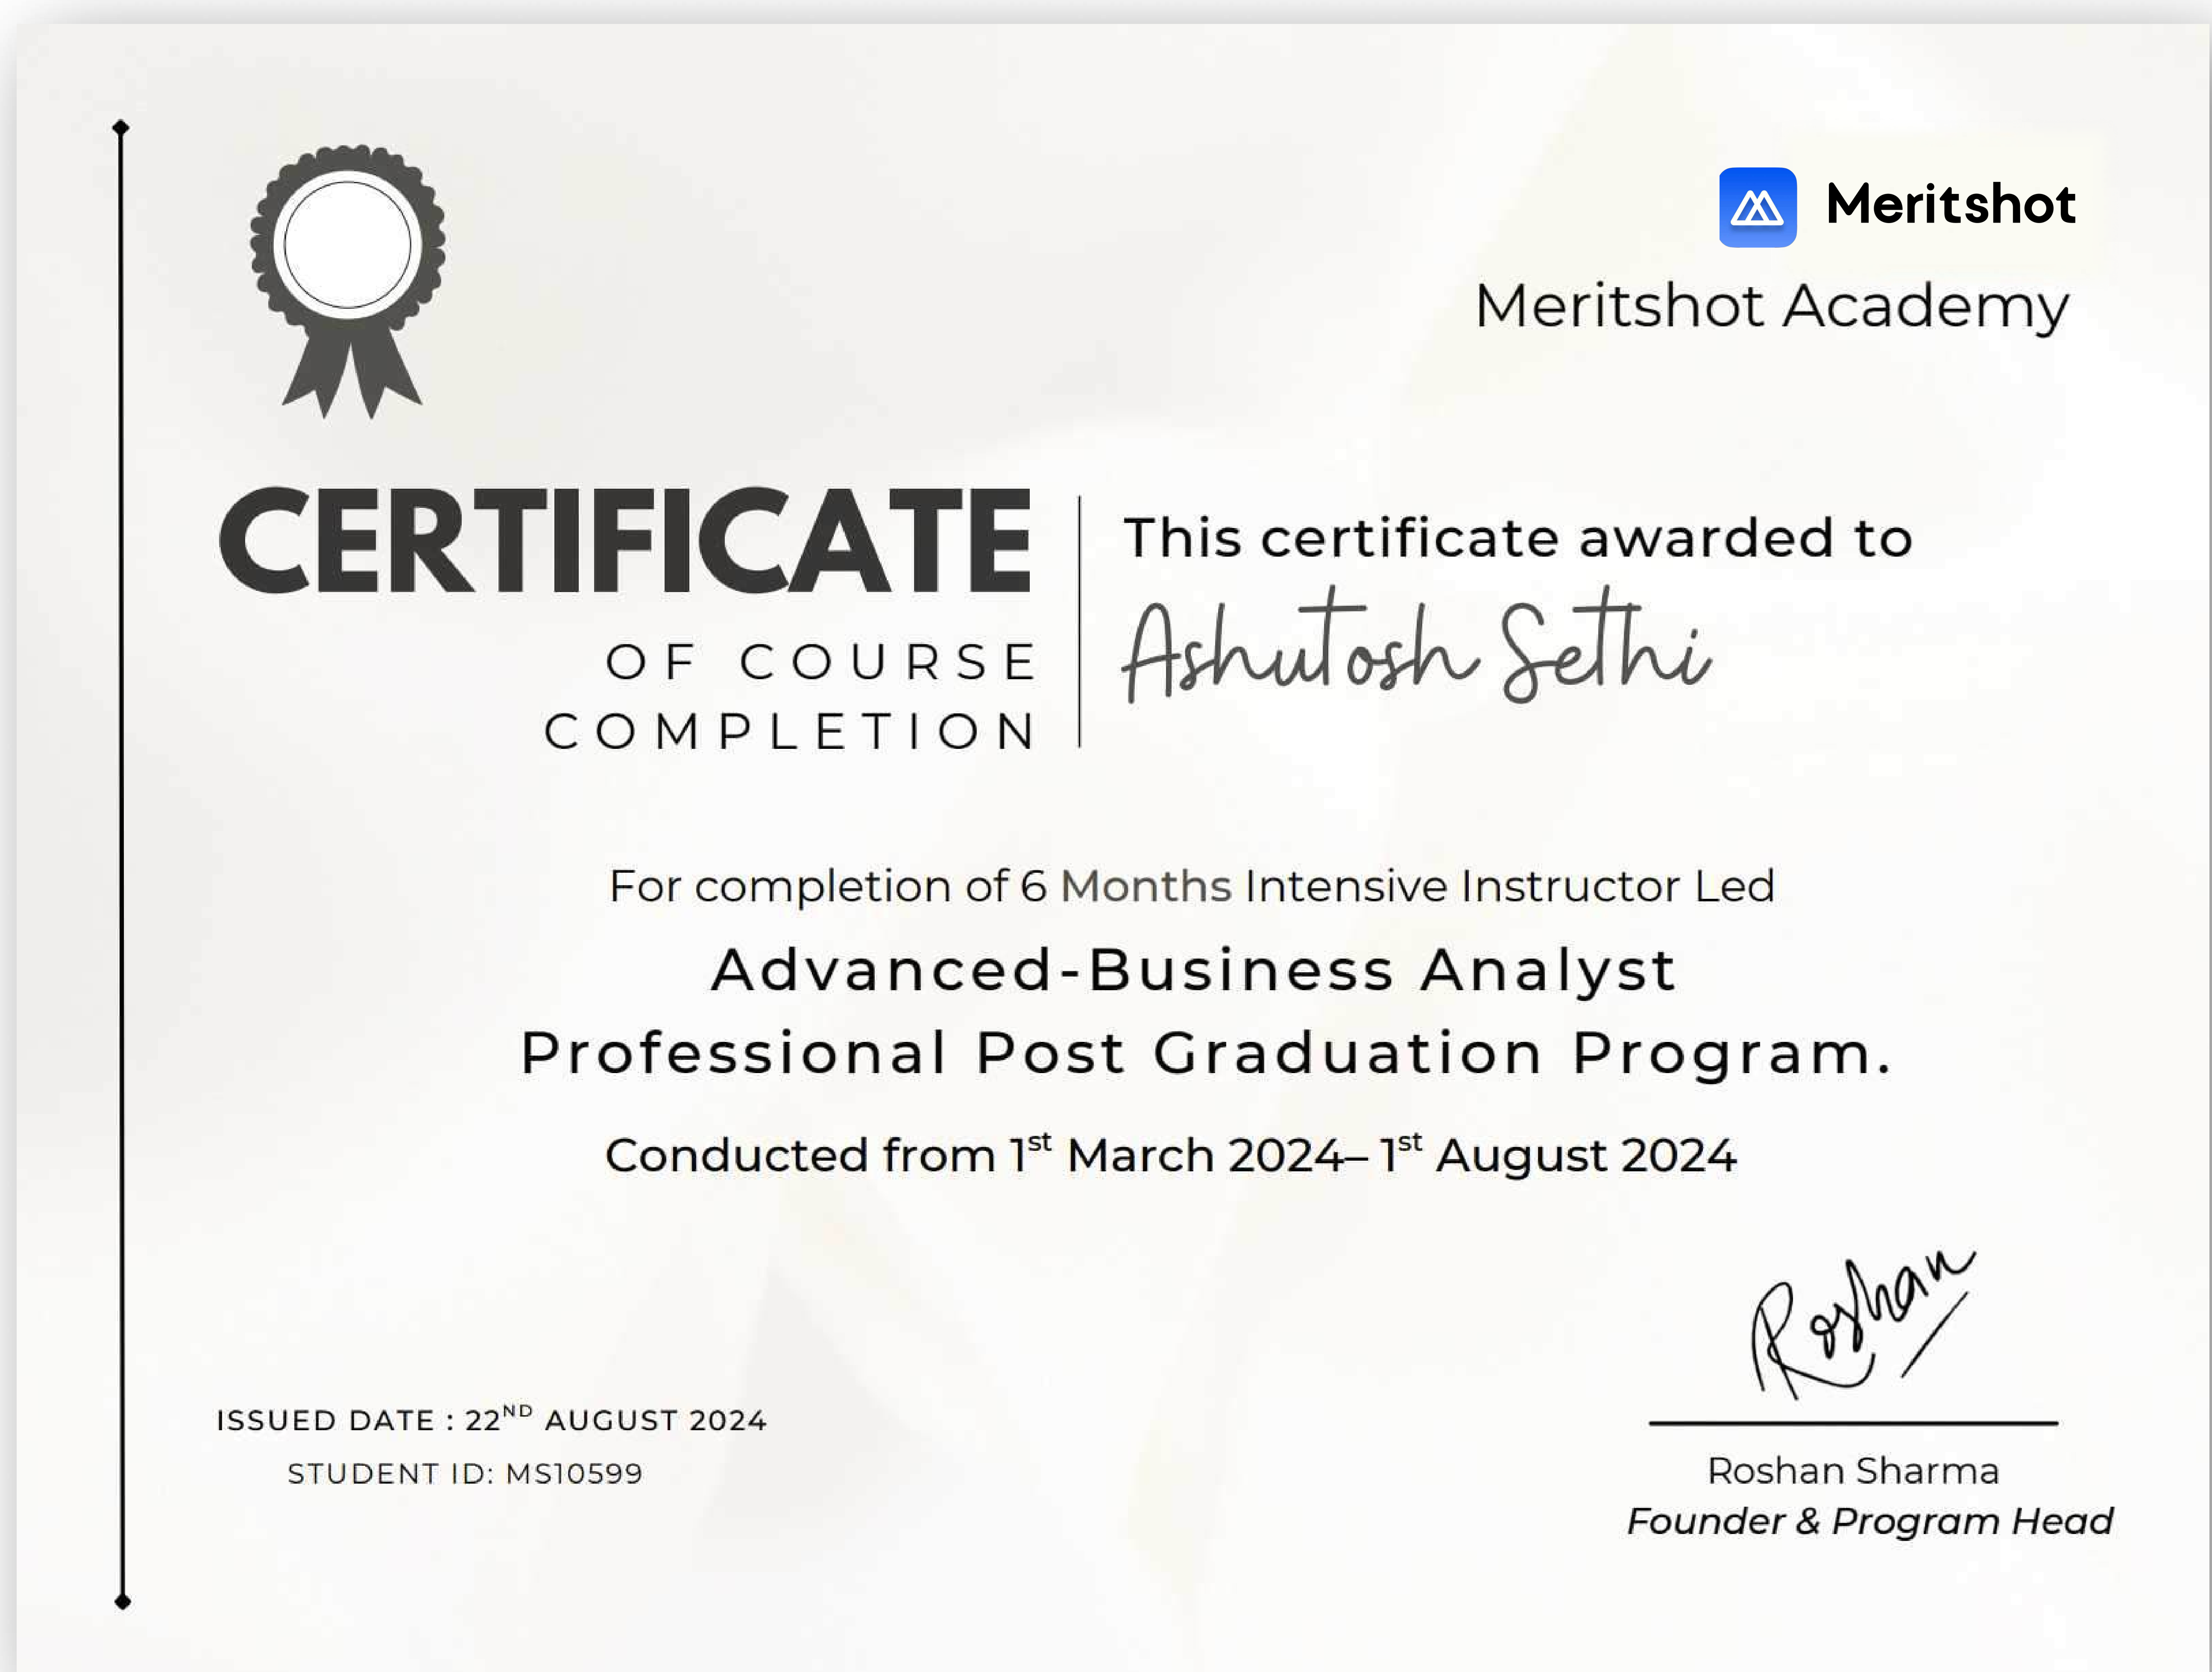 Meritshot
Meritshot Academy
CERTIFICATE
OF COURSE
COMPLETION
This certificate awarded to
Ashutosh Sethi
For completion of 6 Months Intensive Instructor Led
Advanced-Business Analyst
Professional Post Graduation Program.
Conducted from 1st March 2024– 1st August 2024
ISSUED DATE : 22ND AUGUST 2024
STUDENT ID: MS10599
Roshan
Roshan Sharma
Founder & Program Head